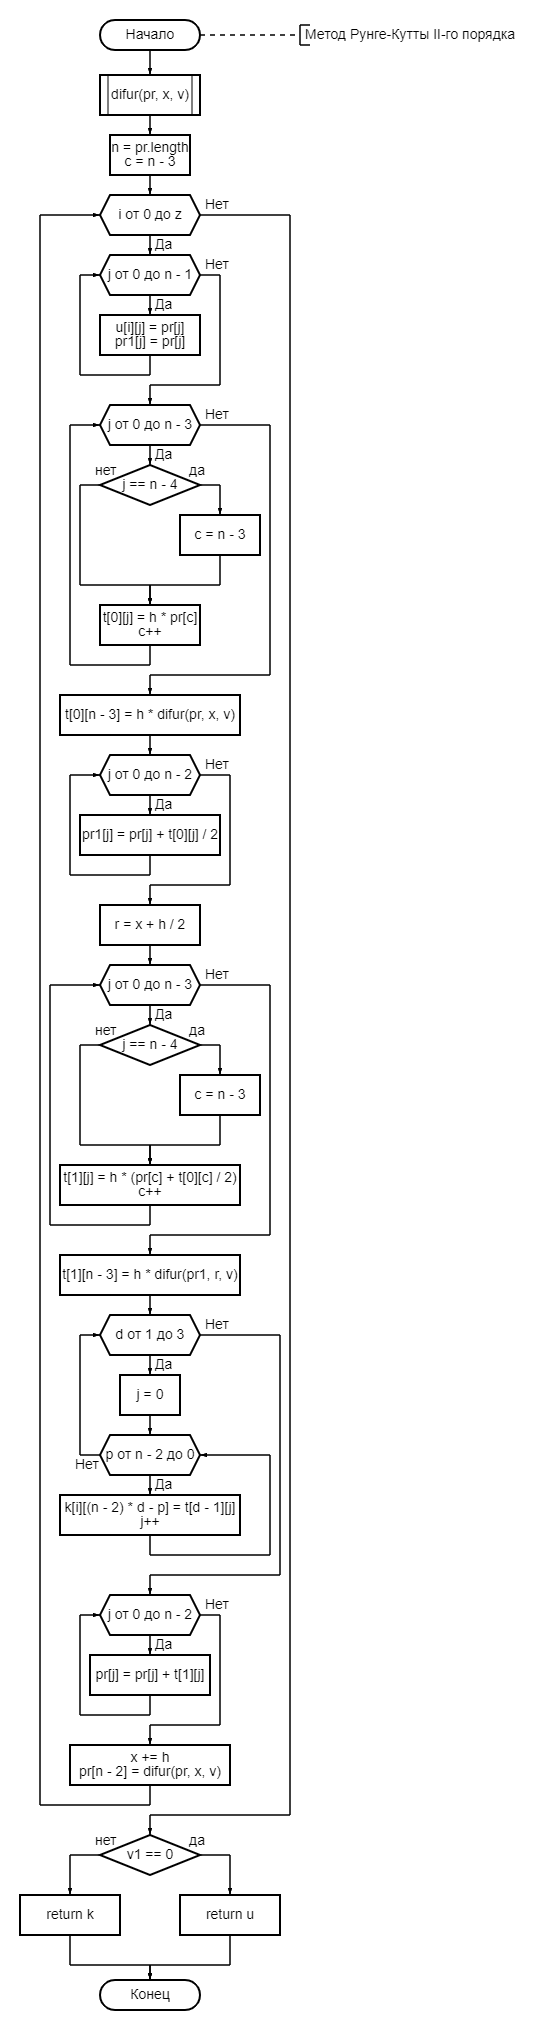 Начало
Метод Рунге-Кутты II-го порядка
difur(pr, x, v)
n = pr.length
c = n - 3
i от 0 до z
Нет
Да
j от 0 до n - 1
Нет
Да
u[i][j] = pr[j]
pr1[j] = pr[j]
j от 0 до n - 3
Нет
Да
нет
да
j == n - 4
c = n - 3
t[0][j] = h * pr[c]
c++
t[0][n - 3] = h * difur(pr, x, v)
j от 0 до n - 2
Нет
Да
pr1[j] = pr[j] + t[0][j] / 2
r = x + h / 2
j от 0 до n - 3
Нет
Да
нет
да
j == n - 4
c = n - 3
t[1][j] = h * (pr[c] + t[0][c] / 2)
c++
t[1][n - 3] = h * difur(pr1, r, v)
d от 1 до 3
Нет
Да
j = 0
p от n - 2 до 0
Нет
Да
k[i][(n - 2) * d - p] = t[d - 1][j]
j++
j от 0 до n - 2
Нет
Да
pr[j] = pr[j] + t[1][j]
x += h
pr[n - 2] = difur(pr, x, v)
нет
да
v1 == 0
return k
return u
Конец